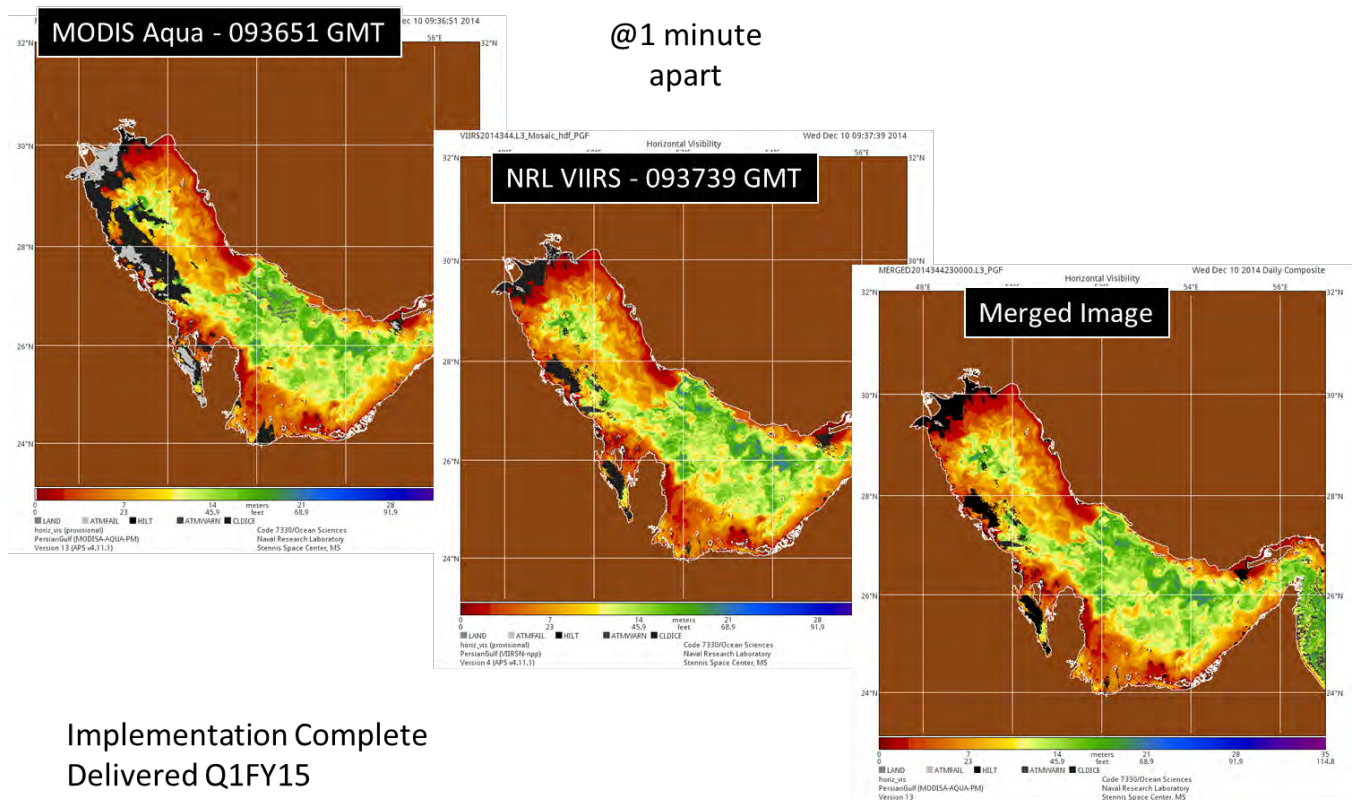 MODIS Aqua - 093651 GMT
ec 10 09:36:51 2014
@1 minute
apart
32°N
56°E
32°N
30°N
28°N
26°N
24°N
0 7 14 meters 21 28
0 23 45.9 feet 68.9 91.9
LAND ATMFAIL HILT ATMWARN CLDICE
horiz_vis (provisional)
PersianGulf (MODISA-AQUA-PM)
Version 13 (APS v4.11.1)
Code 7330/Ocean Sciences
Naval Research Laboratory
Stennis Space Center, MS
VIIRS2014344.L3_Mosaic_hdf_PGF
Horizontal Visibility
Wed Dec 10 09:37:39 2014
NRL VIIRS - 093739 GMT
32°N
56°E
32°N
30°N
30°N
28°N
26°N
24°N
0 7 14 meters 21 28
0 23 45.9 feet 68.9 91.9
LAND ATMFAIL HILT ATMWARN CLDICE
horiz_vis (provisional)
PersianGulf (VIIRSN-npp)
Version 4 (APS v4.11.1)
Code 7330/Ocean Sciences
Naval Research Laboratory
Stennis Space Center, MS
MERGED2014344230000.L3_PGF
Horizontal Visibility
Wed Dec 10 2014 Daily Composite
48°E 54°E 56°E
Merged Image
32°N
32°N
30°N
30°N
28°N
28°N
26°N
26°N
24°N
24°N
0 7 14 meters 21 28 35
0 23 45.9 feet 68.9 91.9 114.8
LAND ATMFAIL HILT ATMWARN CLDICE
horiz_vis
PersianGulf (MODISA-AQUA-PM)
Version 13
Code 7330/Ocean Sciences
Naval Research Laboratory
Stennis Space Center, MS
Implementation Complete
Delivered Q1FY15